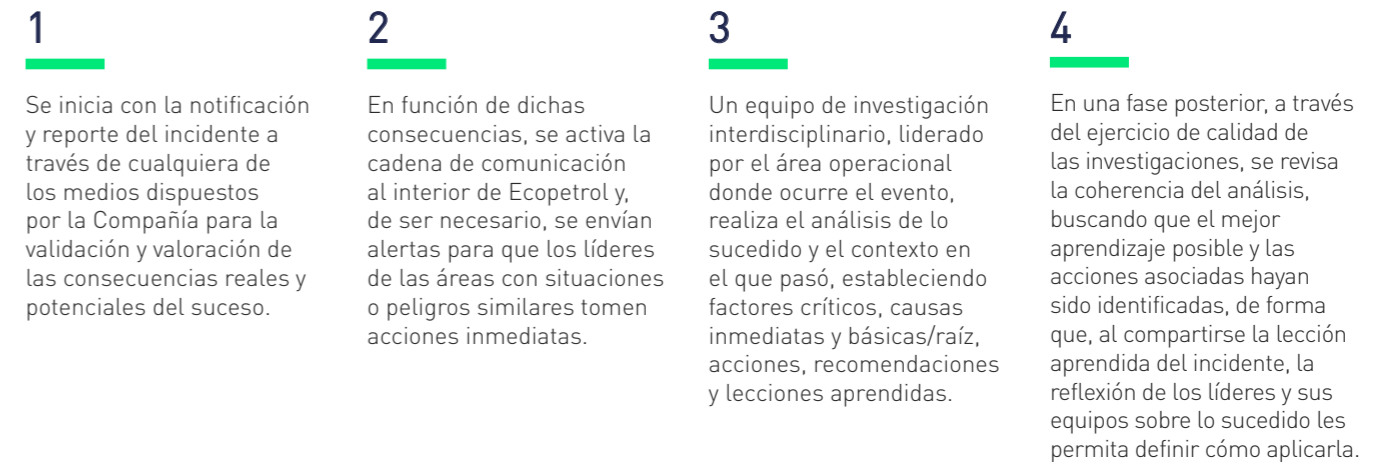 1
Se inicia con la notificación
y reporte del incidente a
través de cualquiera de
los medios dispuestos
por la Compañía para la
validación y valoración de
las consecuencias reales y
potenciales del suceso.
2
En función de dichas
consecuencias, se activa la
cadena de comunicación
al interior de Ecopetrol y,
de ser necesario, se envían
alertas para que los líderes
de las áreas con situaciones
o peligros similares tomen
acciones inmediatas.
3
Un equipo de investigación
interdisciplinario, liderado
por el área operacional
donde ocurre el evento,
realiza el análisis de lo
sucedido y el contexto en
el que pasó, estableciendo
factores críticos, causas
inmediatas y básicas/raíz,
acciones, recomendaciones
y lecciones aprendidas.
4
En una fase posterior, a través
del ejercicio de calidad de
las investigaciones, se revisa
la coherencia del análisis,
buscando que el mejor
aprendizaje posible y las
acciones asociadas hayan
sido identificadas, de forma
que, al compartirse la lección
aprendida del incidente, la
reflexión de los líderes y sus
equipos sobre lo sucedido les
permita definir cómo aplicarla.